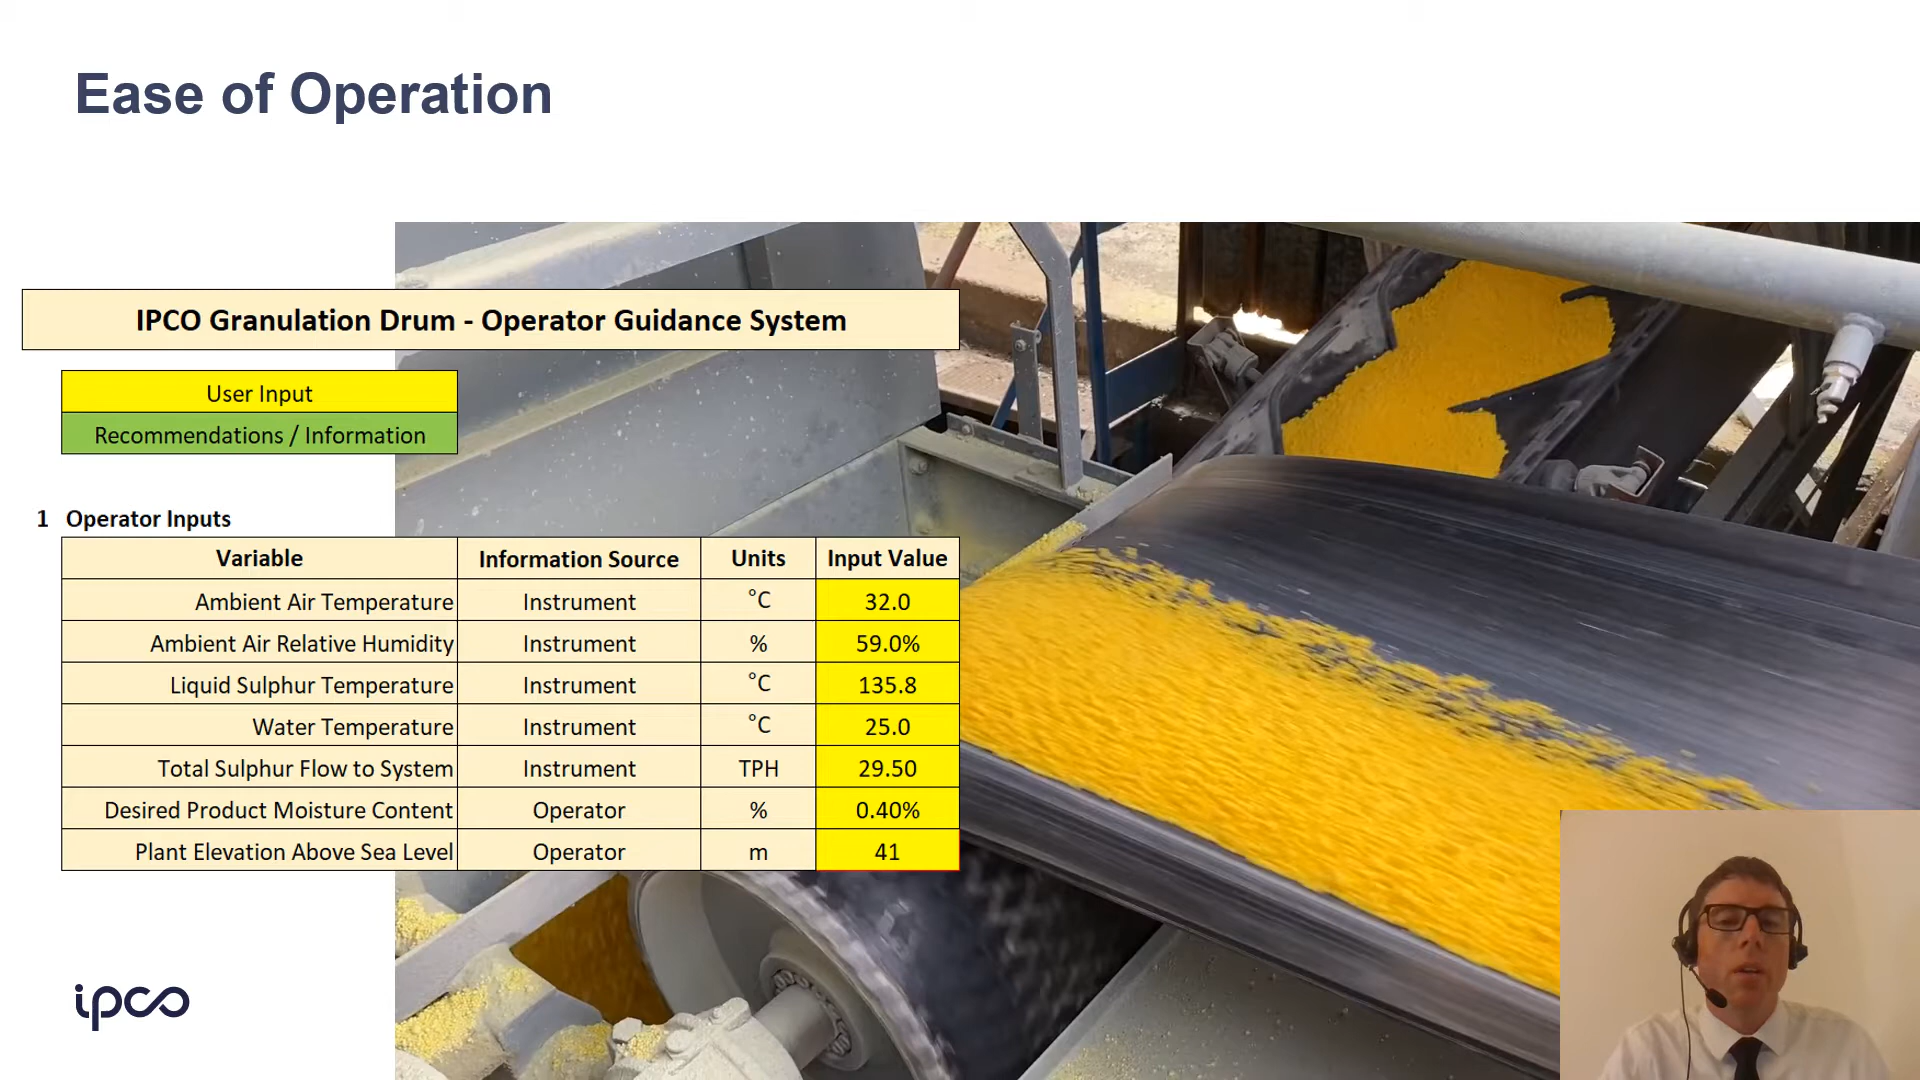 Ease of Operation
IPCO Granulation Drum - Operator Guidance System
User Input
Recommendations / Information
1 Operator Inputs
Variable Information Source Units Input Value
Ambient Air Temperature Instrument °C 32.0
Ambient Air Relative Humidity Instrument % 59.0%
Liquid Sulphur Temperature Instrument °C 135.8
Water Temperature Instrument °C 25.0
Total Sulphur Flow to System Instrument TPH 29.50
Desired Product Moisture Content Operator % 0.40%
Plant Elevation Above Sea Level Operator m 41
ipco